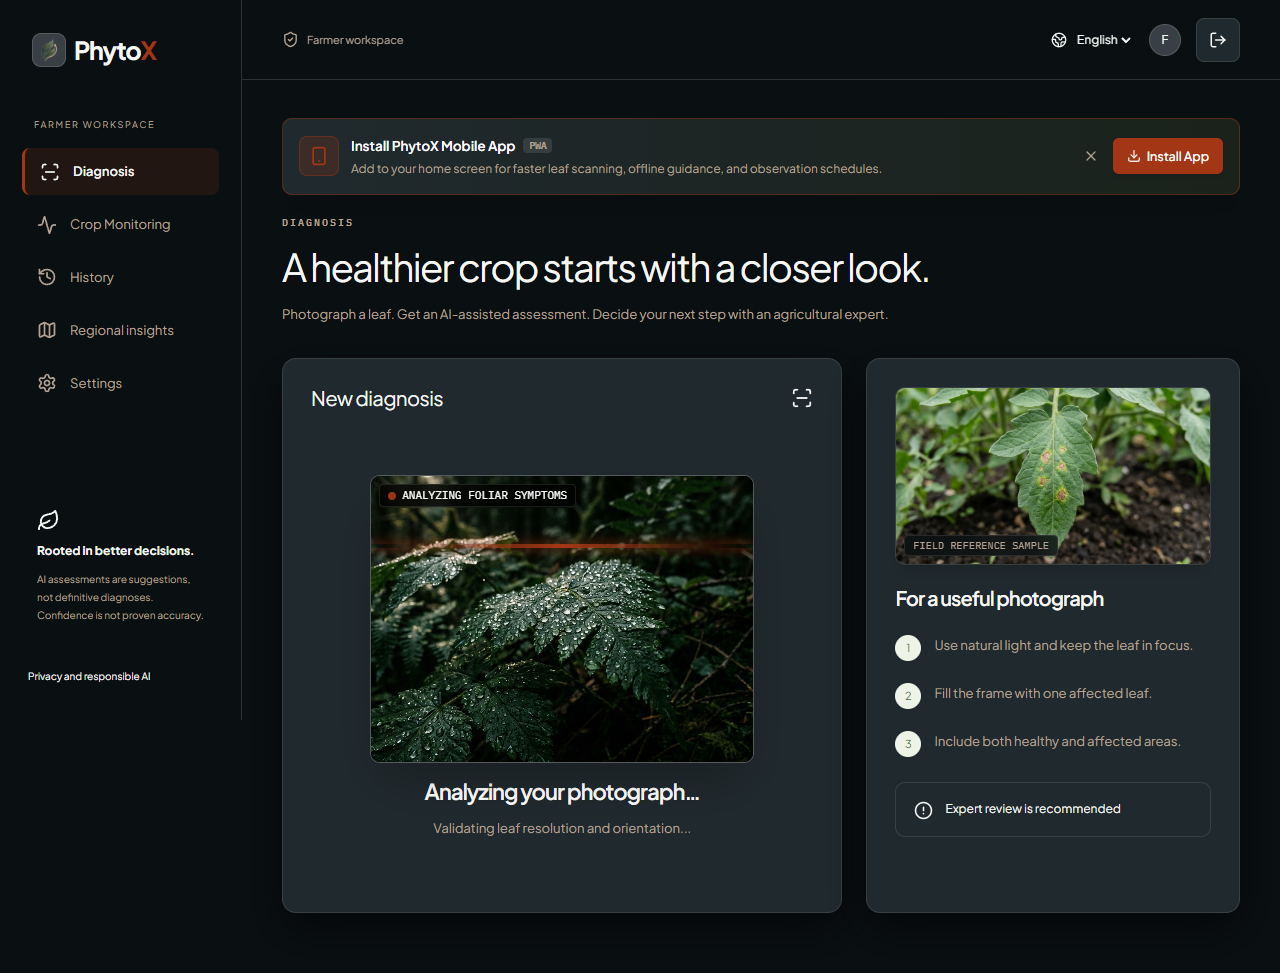 PhytoX
Farmer workspace
English
F
FARMER WORKSPACE
Diagnosis
Crop Monitoring
History
Regional insights
Settings
Rooted in better decisions.
AI assessments are suggestions,
not definitive diagnoses.
Confidence is not proven accuracy.
Privacy and responsible AI
Install PhytoX Mobile App PWA
Add to your home screen for faster leaf scanning, offline guidance, and observation schedules.
Install App
DIAGNOSIS
A healthier crop starts with a closer look.
Photograph a leaf. Get an AI-assisted assessment. Decide your next step with an agricultural expert.
New diagnosis
ANALYZING FOLIAR SYMPTOMS
Analyzing your photograph...
Validating leaf resolution and orientation...
FIELD REFERENCE SAMPLE
For a useful photograph
1 Use natural light and keep the leaf in focus.
2 Fill the frame with one affected leaf.
3 Include both healthy and affected areas.
Expert review is recommended